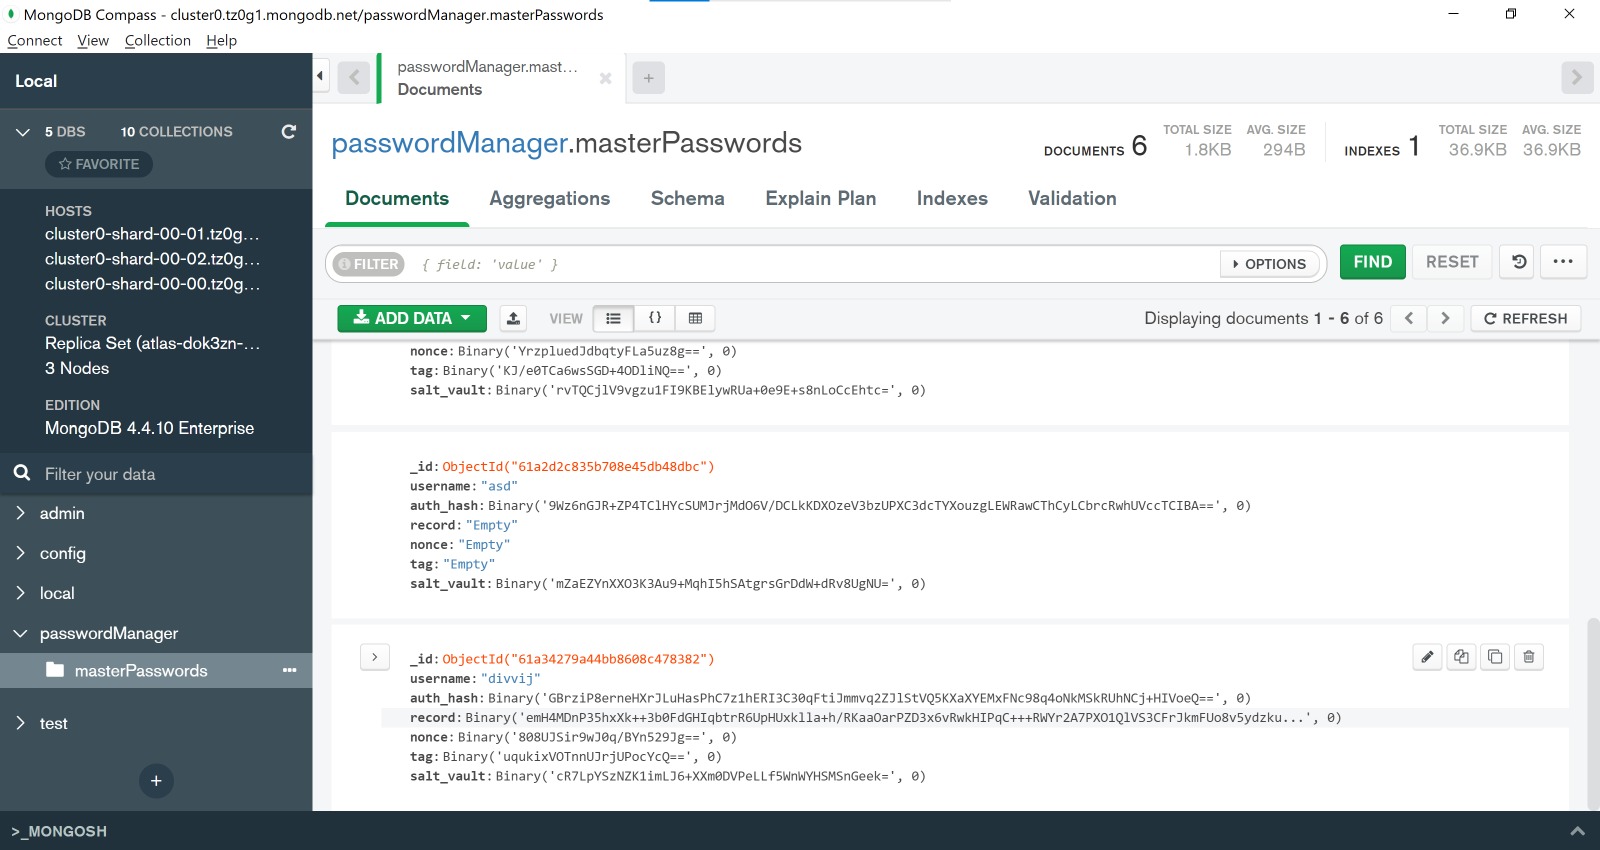 MongoDB Compass - cluster0.tz0g1.mongodb.net/passwordManager.masterPasswords
Connect View Collection Help
Local
5 DBS 10 COLLECTIONS
FAVORITE
HOSTS
cluster0-shard-00-01.tz0g...
cluster0-shard-00-02.tz0g...
cluster0-shard-00-00.tz0g...
CLUSTER
Replica Set (atlas-dok3zn-...
3 Nodes
EDITION
MongoDB 4.4.10 Enterprise
Filter your data
admin
config
local
passwordManager
masterPasswords
test
>_MONGOSH
passwordManager.mast...
Documents
passwordManager.masterPasswords
DOCUMENTS 6 TOTAL SIZE 1.8KB AVG. SIZE 294B INDEXES 1 TOTAL SIZE 36.9KB AVG. SIZE 36.9KB
Documents Aggregations Schema Explain Plan Indexes Validation
FILTER { field: 'value' } OPTIONS FIND RESET
ADD DATA VIEW {} Displaying documents 1 - 6 of 6 REFRESH
nonce: Binary('YrzpluedJdbqtyFLa5uz8g==', 0)
tag: Binary('KJ/e0TCa6wsSGD+4ODliNQ==', 0)
salt_vault: Binary('rvTQCjlV9vgzu1FI9KBElywRUa+0e9E+s8nLoCcEhtc=', 0)
_id: ObjectId("61a2d2c835b708e45db48dbc")
username: "asd"
auth_hash: Binary('9Wz6nGJR+ZP4TClHYcSUMJrjMdO6V/DCLkKDXOzeV3bzUPXC3dcTYXouzgLEWRawCThCyLCbrcRwhUVccTCIBA==', 0)
record: "Empty"
nonce: "Empty"
tag: "Empty"
salt_vault: Binary('mZaEZYnXXO3K3Au9+MqhI5hSAtgrsGrDdW+dRv8UgNU=', 0)
_id: ObjectId("61a34279a44bb8608c478382")
username: "divvij"
auth_hash: Binary('GBrziP8erneHXrJLuHasPhC7z1hERI3C30qFtiJmmvq2ZJlStVQ5KXaXYEMxFNc98q4oNkMSkRUhNCj+HIVoeQ==', 0)
record: Binary('emH4MDnP35hxXk++3b0FdGHIqbtrR6UpHUxklla+h/RKaaOarPZD3x6vRwkHIPqC+++RWYr2A7PXO1QlVS3CFrJkmFUo8v5ydzku...', 0)
nonce: Binary('808UJSir9wJ0q/BYn529Jg==', 0)
tag: Binary('uqukixVOTnnUJrjUPocYcQ==', 0)
salt_vault: Binary('cR7LpYSzNZK1imLJ6+XXm0DVPeLLf5WnWYHSMSnGeek=', 0)